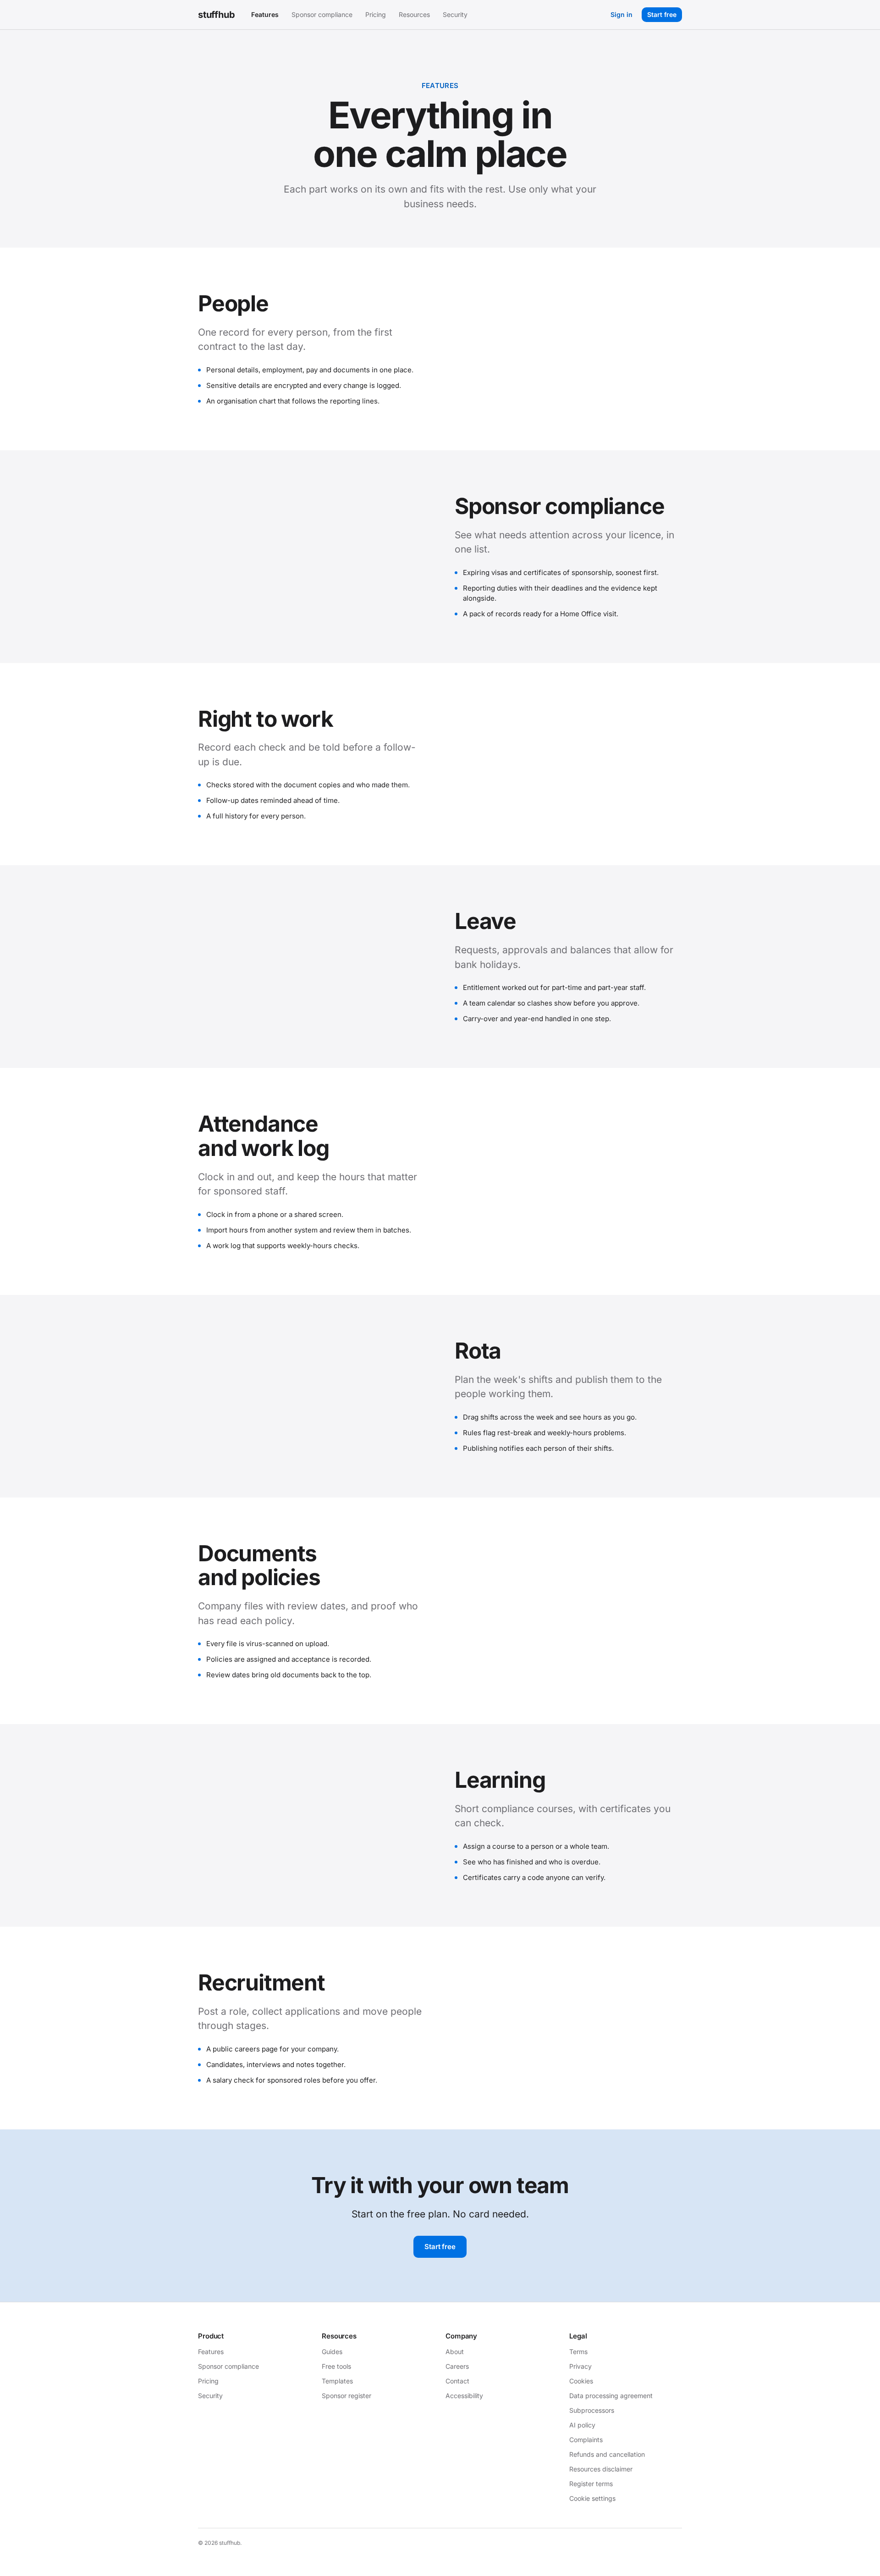 stuffhub Features Sponsor compliance Pricing Resources Security Sign in Start free
FEATURES
Everything in
one calm place
Each part works on its own and fits with the rest. Use only what your
business needs.
People
One record for every person, from the first
contract to the last day.
Personal details, employment, pay and documents in one place.
Sensitive details are encrypted and every change is logged.
An organisation chart that follows the reporting lines.
Sponsor compliance
See what needs attention across your licence, in
one list.
Expiring visas and certificates of sponsorship, soonest first.
Reporting duties with their deadlines and the evidence kept
alongside.
A pack of records ready for a Home Office visit.
Right to work
Record each check and be told before a follow-
up is due.
Checks stored with the document copies and who made them.
Follow-up dates reminded ahead of time.
A full history for every person.
Leave
Requests, approvals and balances that allow for
bank holidays.
Entitlement worked out for part-time and part-year staff.
A team calendar so clashes show before you approve.
Carry-over and year-end handled in one step.
Attendance
and work log
Clock in and out, and keep the hours that matter
for sponsored staff.
Clock in from a phone or a shared screen.
Import hours from another system and review them in batches.
A work log that supports weekly-hours checks.
Rota
Plan the week's shifts and publish them to the
people working them.
Drag shifts across the week and see hours as you go.
Rules flag rest-break and weekly-hours problems.
Publishing notifies each person of their shifts.
Documents
and policies
Company files with review dates, and proof who
has read each policy.
Every file is virus-scanned on upload.
Policies are assigned and acceptance is recorded.
Review dates bring old documents back to the top.
Learning
Short compliance courses, with certificates you
can check.
Assign a course to a person or a whole team.
See who has finished and who is overdue.
Certificates carry a code anyone can verify.
Recruitment
Post a role, collect applications and move people
through stages.
A public careers page for your company.
Candidates, interviews and notes together.
A salary check for sponsored roles before you offer.
Try it with your own team
Start on the free plan. No card needed.
Start free
Product
Features
Sponsor compliance
Pricing
Security
Resources
Guides
Free tools
Templates
Sponsor register
Company
About
Careers
Contact
Accessibility
Legal
Terms
Privacy
Cookies
Data processing agreement
Subprocessors
AI policy
Complaints
Refunds and cancellation
Resources disclaimer
Register terms
Cookie settings
© 2026 stuffhub.